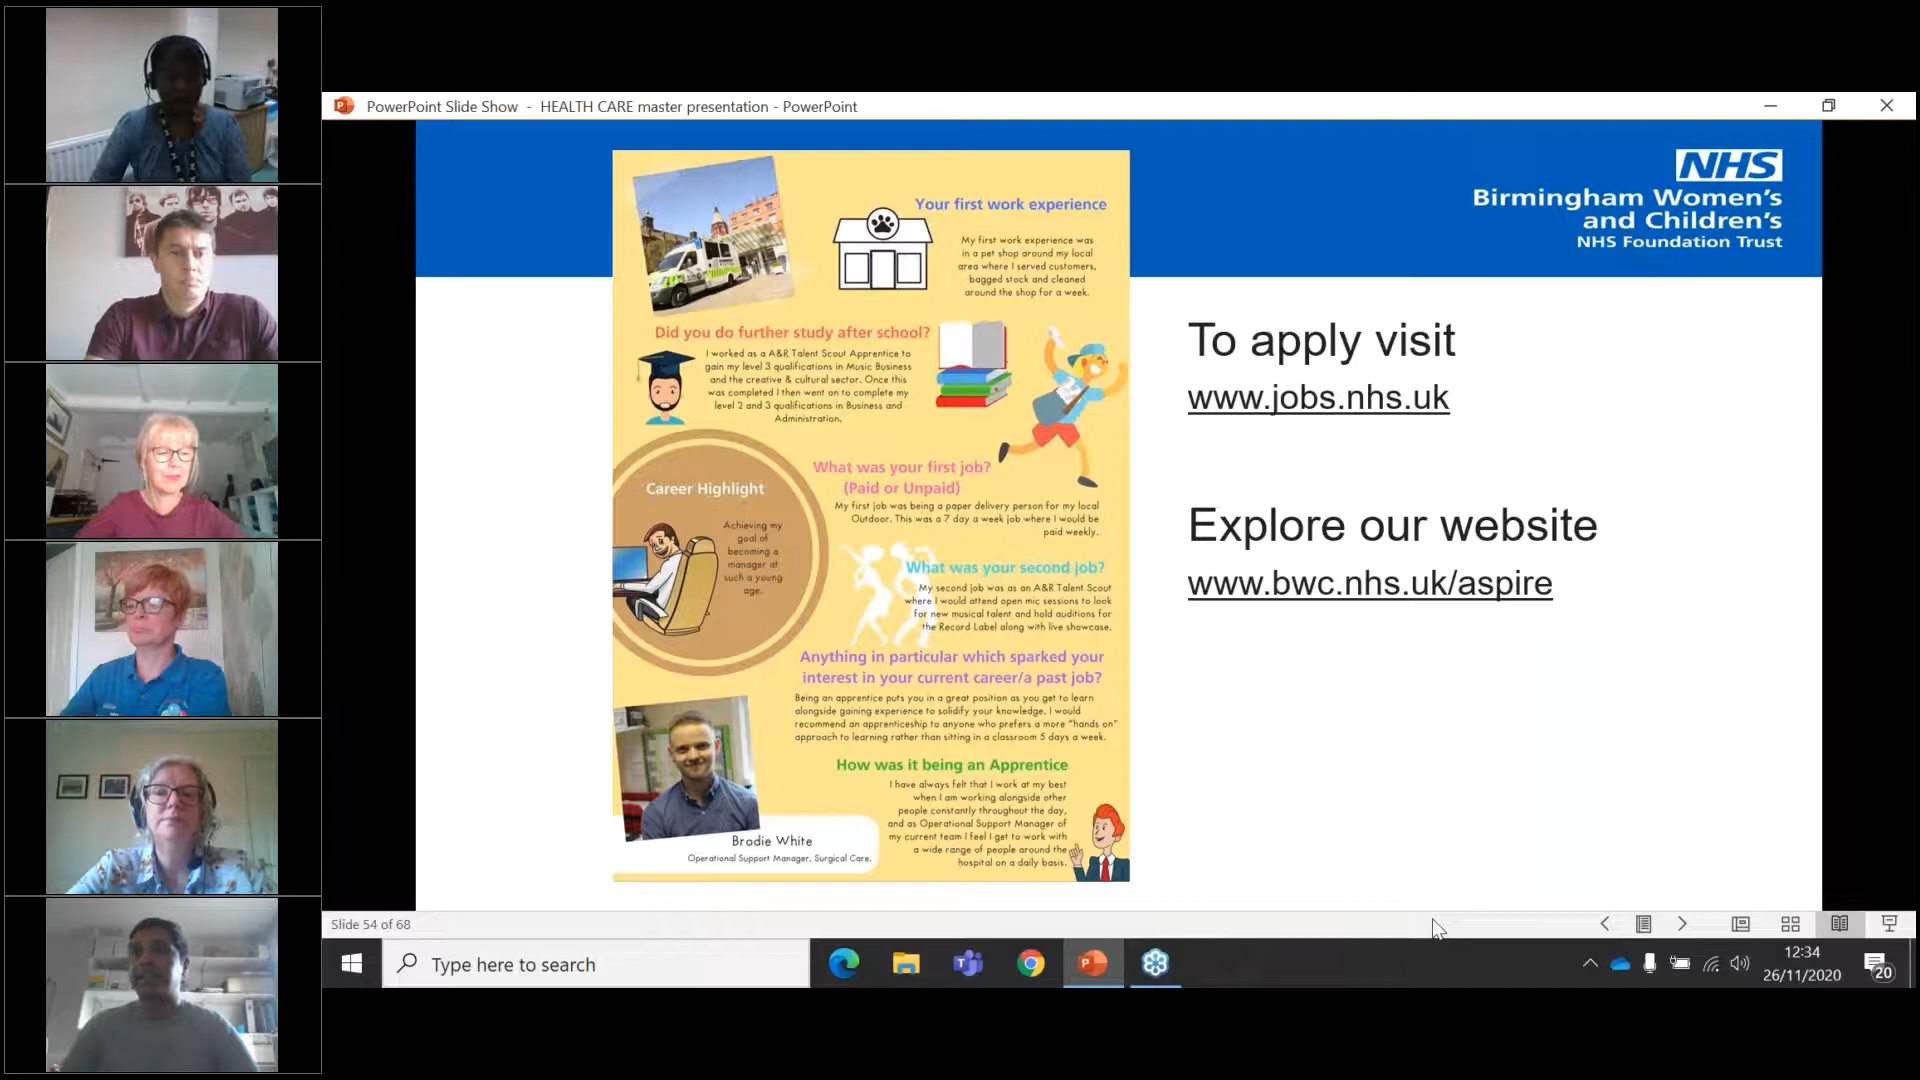 PowerPoint Slide Show - HEALTH CARE master presentation - PowerPoint
NHS
Birmingham Women's
and Children's
NHS Foundation Trust
Your first work experience
My first work experience was
in a pet shop around my local
area where I served customers,
bagged stock and cleaned
around the shop for a week.
Did you do further study after school?
I worked as a A&R Talent Scout Apprentice to
gain my level 3 qualifications in Music Business
and the creative & cultural sector. Once this
was completed I then went on to complete my
level 2 and 3 qualifications in Business and
Administration.
What was your first job?
(Paid or Unpaid)
My first job was being a paper delivery person for my local
Outdoor. This was a 7 day a week job where I would be
paid weekly.
Career Highlight
Achieving my
goal of
becoming a
manager at
such a young
age.
What was your second job?
My second job was as an A&R Talent Scout
where I would attend open mic sessions to look
for new musical talent and hold auditions for
the Record Label along with live showcase.
Anything in particular which sparked your
interest in your current career/a past job?
Being an apprentice puts you in a great position as you get to learn
alongside gaining experience to solidify your knowledge. I would
recommend an apprenticeship to anyone who prefers a more "hands on"
approach to learning rather than sitting in a classroom 5 days a week.
How was it being an Apprentice
I have always felt that I work at my best
when I am working alongside other
people constantly throughout the day,
and as Operational Support Manager of
my current team I feel I get to work with
a wide range of people around the
hospital on a daily basis.
Brodie White
Operational Support Manager, Surgical Care.
To apply visit
www.jobs.nhs.uk
Explore our website
www.bwc.nhs.uk/aspire
Slide 54 of 68
Type here to search
12:34
26/11/2020
20